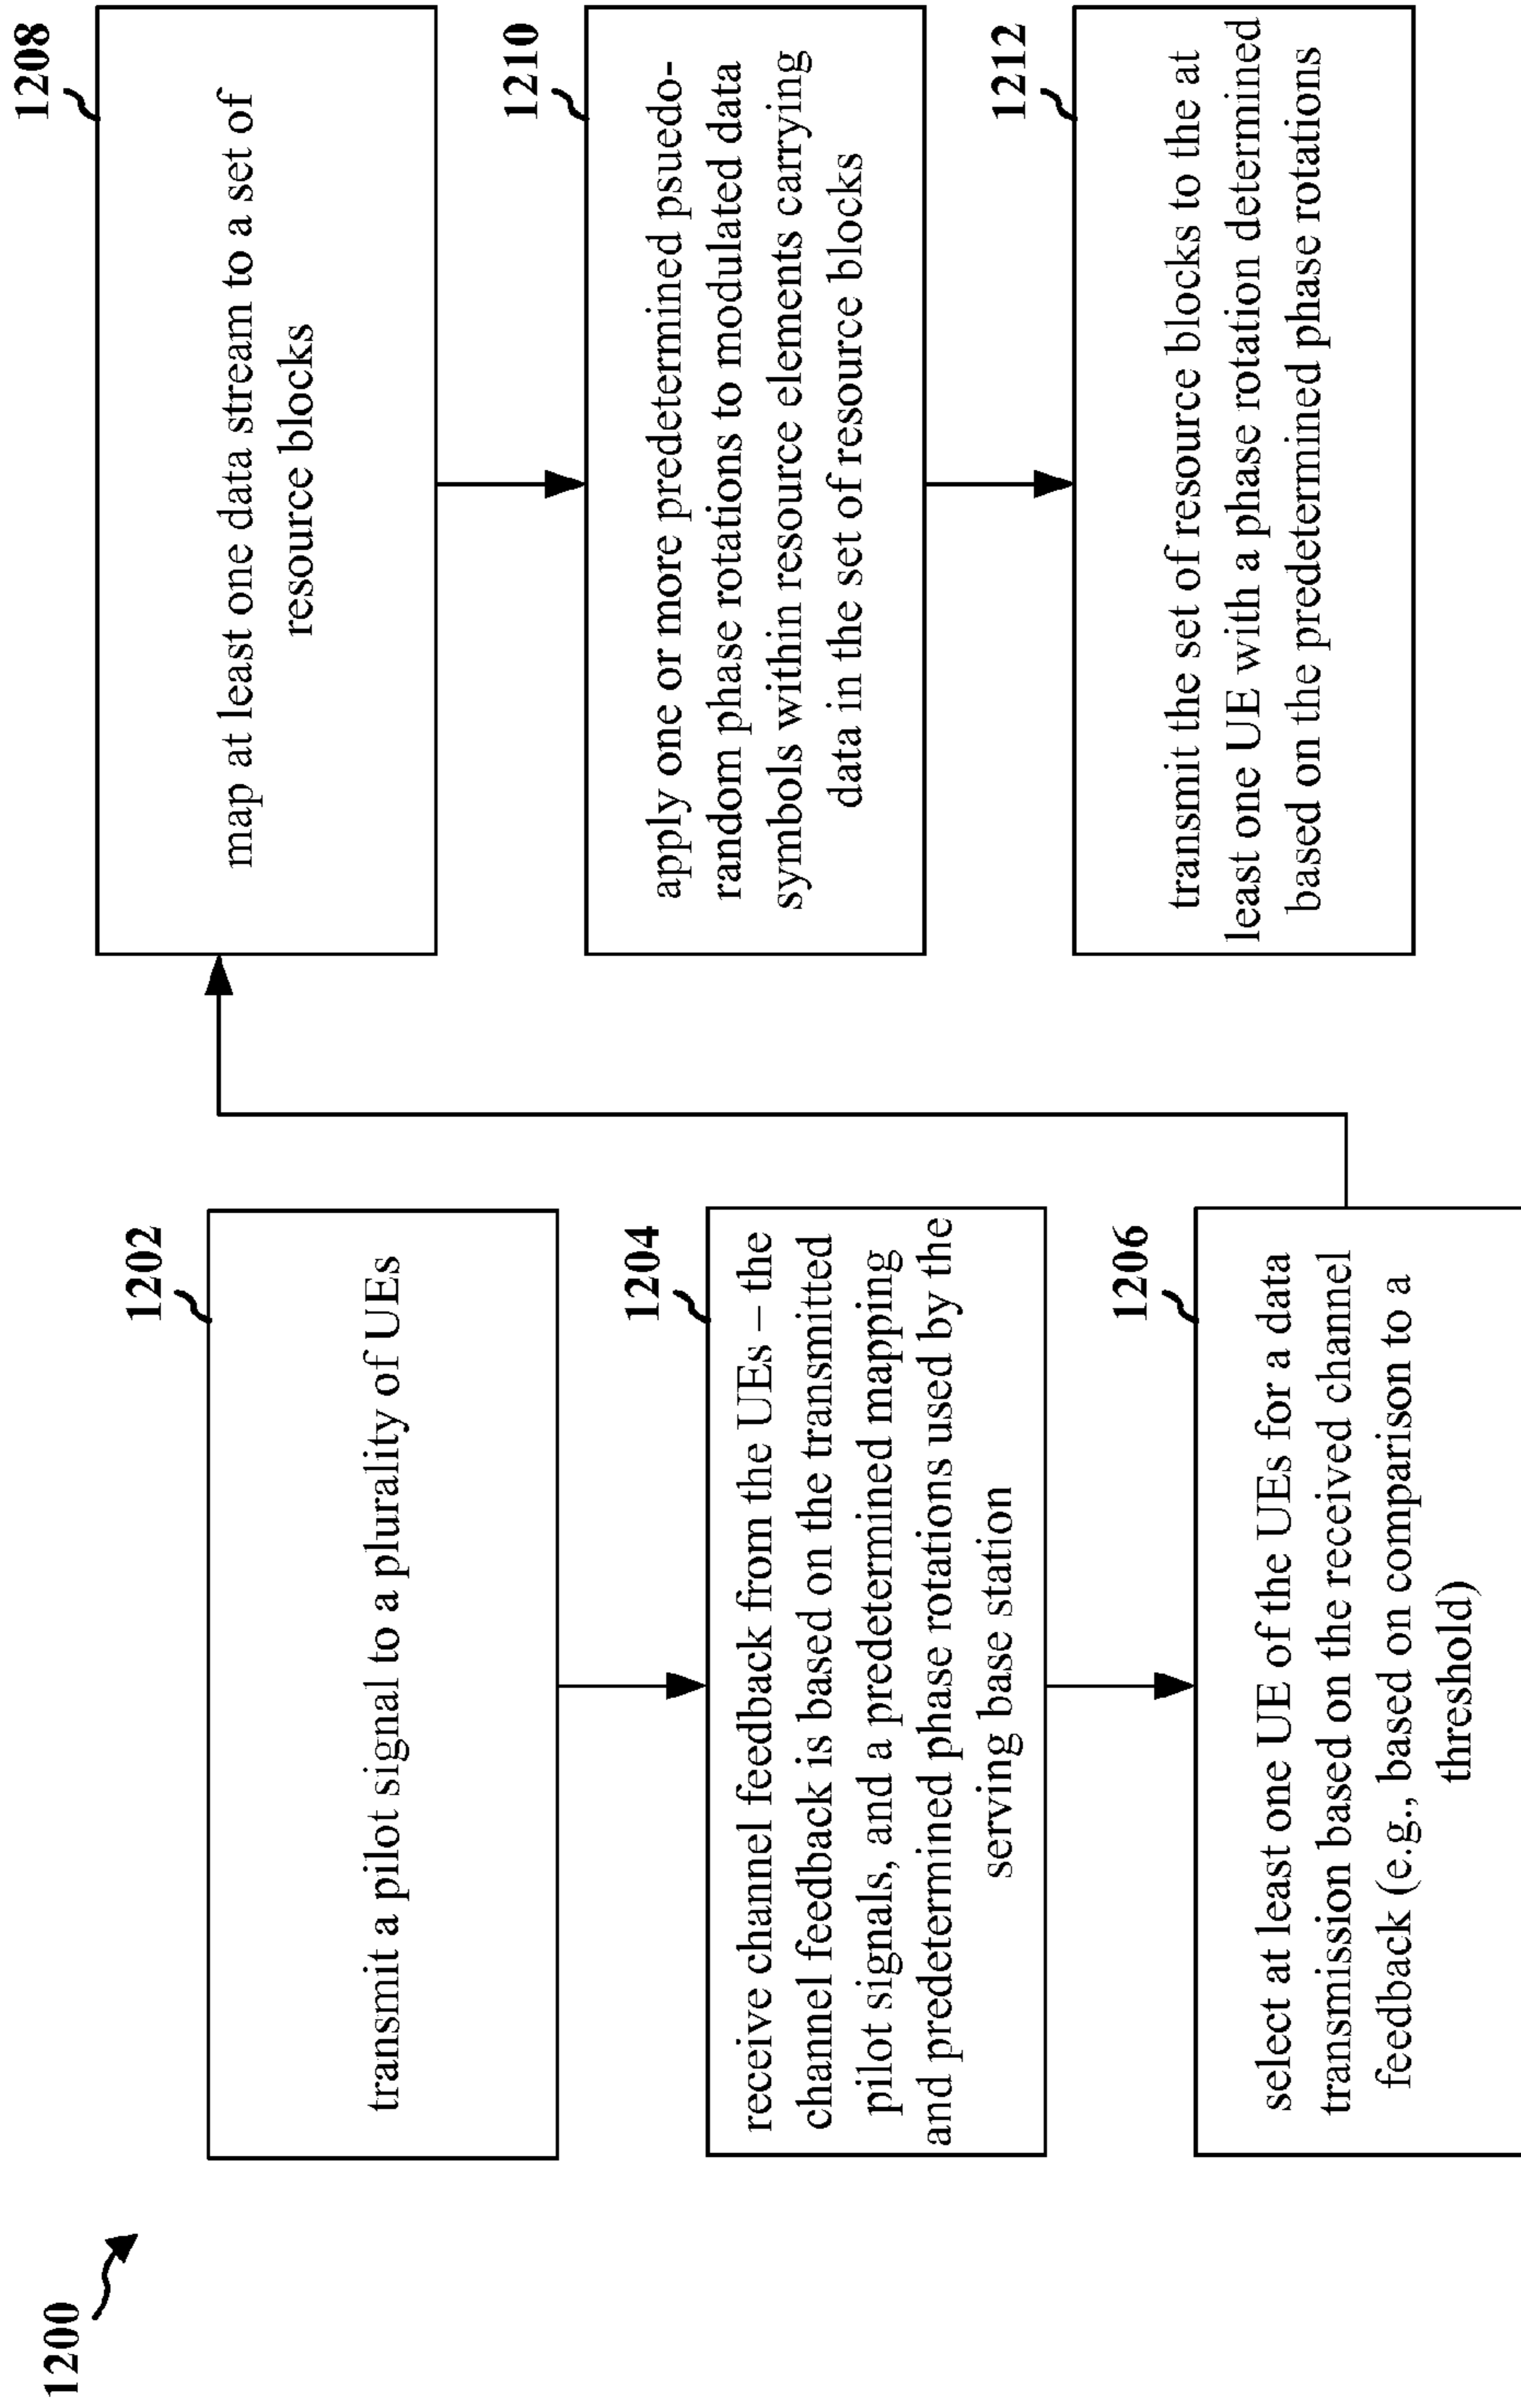 1200
1202
transmit a pilot signal to a plurality of UEs
1204
receive channel feedback from the UEs – the
channel feedback is based on the transmitted
pilot signals, and a predetermined mapping
and predetermined phase rotations used by the
serving base station
1206
select at least one UE of the UEs for a data
transmission based on the received channel
feedback (e.g., based on comparison to a
threshold)
1208
map at least one data stream to a set of
resource blocks
1210
apply one or more predetermined psuedo-
random phase rotations to modulated data
symbols within resource elements carrying
data in the set of resource blocks
1212
transmit the set of resource blocks to the at
least one UE with a phase rotation determined
based on the predetermined phase rotations